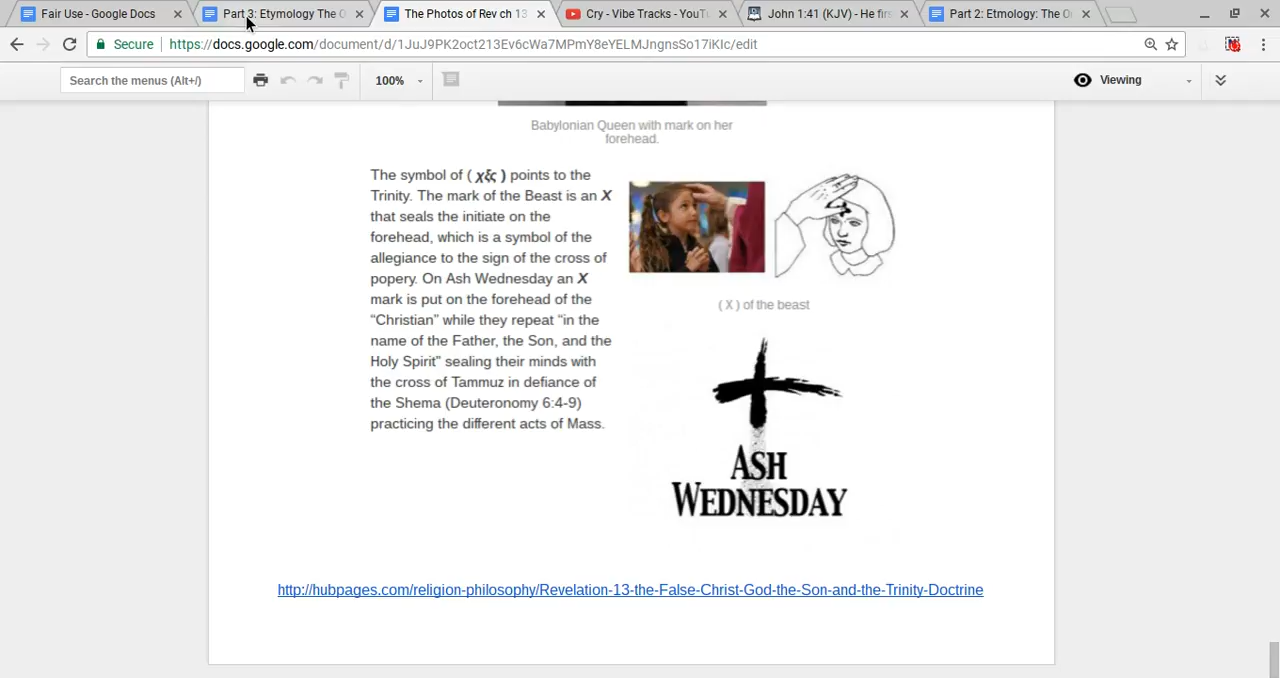 Fair Use - Google Docs
Part 3: Etymology The O
The Photos of Rev ch 13
Cry - Vibe Tracks - YouTu
John 1:41 (KJV) - He firs
Part 2: Etmology: The O
Secure https://docs.google.com/document/d/1JuJ9PK2oct213Ev6cWa7MPmY8eYELMJngnsSo17iKIc/edit
Search the menus (Alt+/)
100%
Viewing
Babylonian Queen with mark on her
forehead.
The symbol of ( χξς ) points to the
Trinity. The mark of the Beast is an X
that seals the initiate on the
forehead, which is a symbol of the
allegiance to the sign of the cross of
popery. On Ash Wednesday an X
mark is put on the forehead of the
“Christian” while they repeat “in the
name of the Father, the Son, and the
Holy Spirit” sealing their minds with
the cross of Tammuz in defiance of
the Shema (Deuteronomy 6:4-9)
practicing the different acts of Mass.
( X ) of the beast
ASH
WEDNESDAY
http://hubpages.com/religion-philosophy/Revelation-13-the-False-Christ-God-the-Son-and-the-Trinity-Doctrine